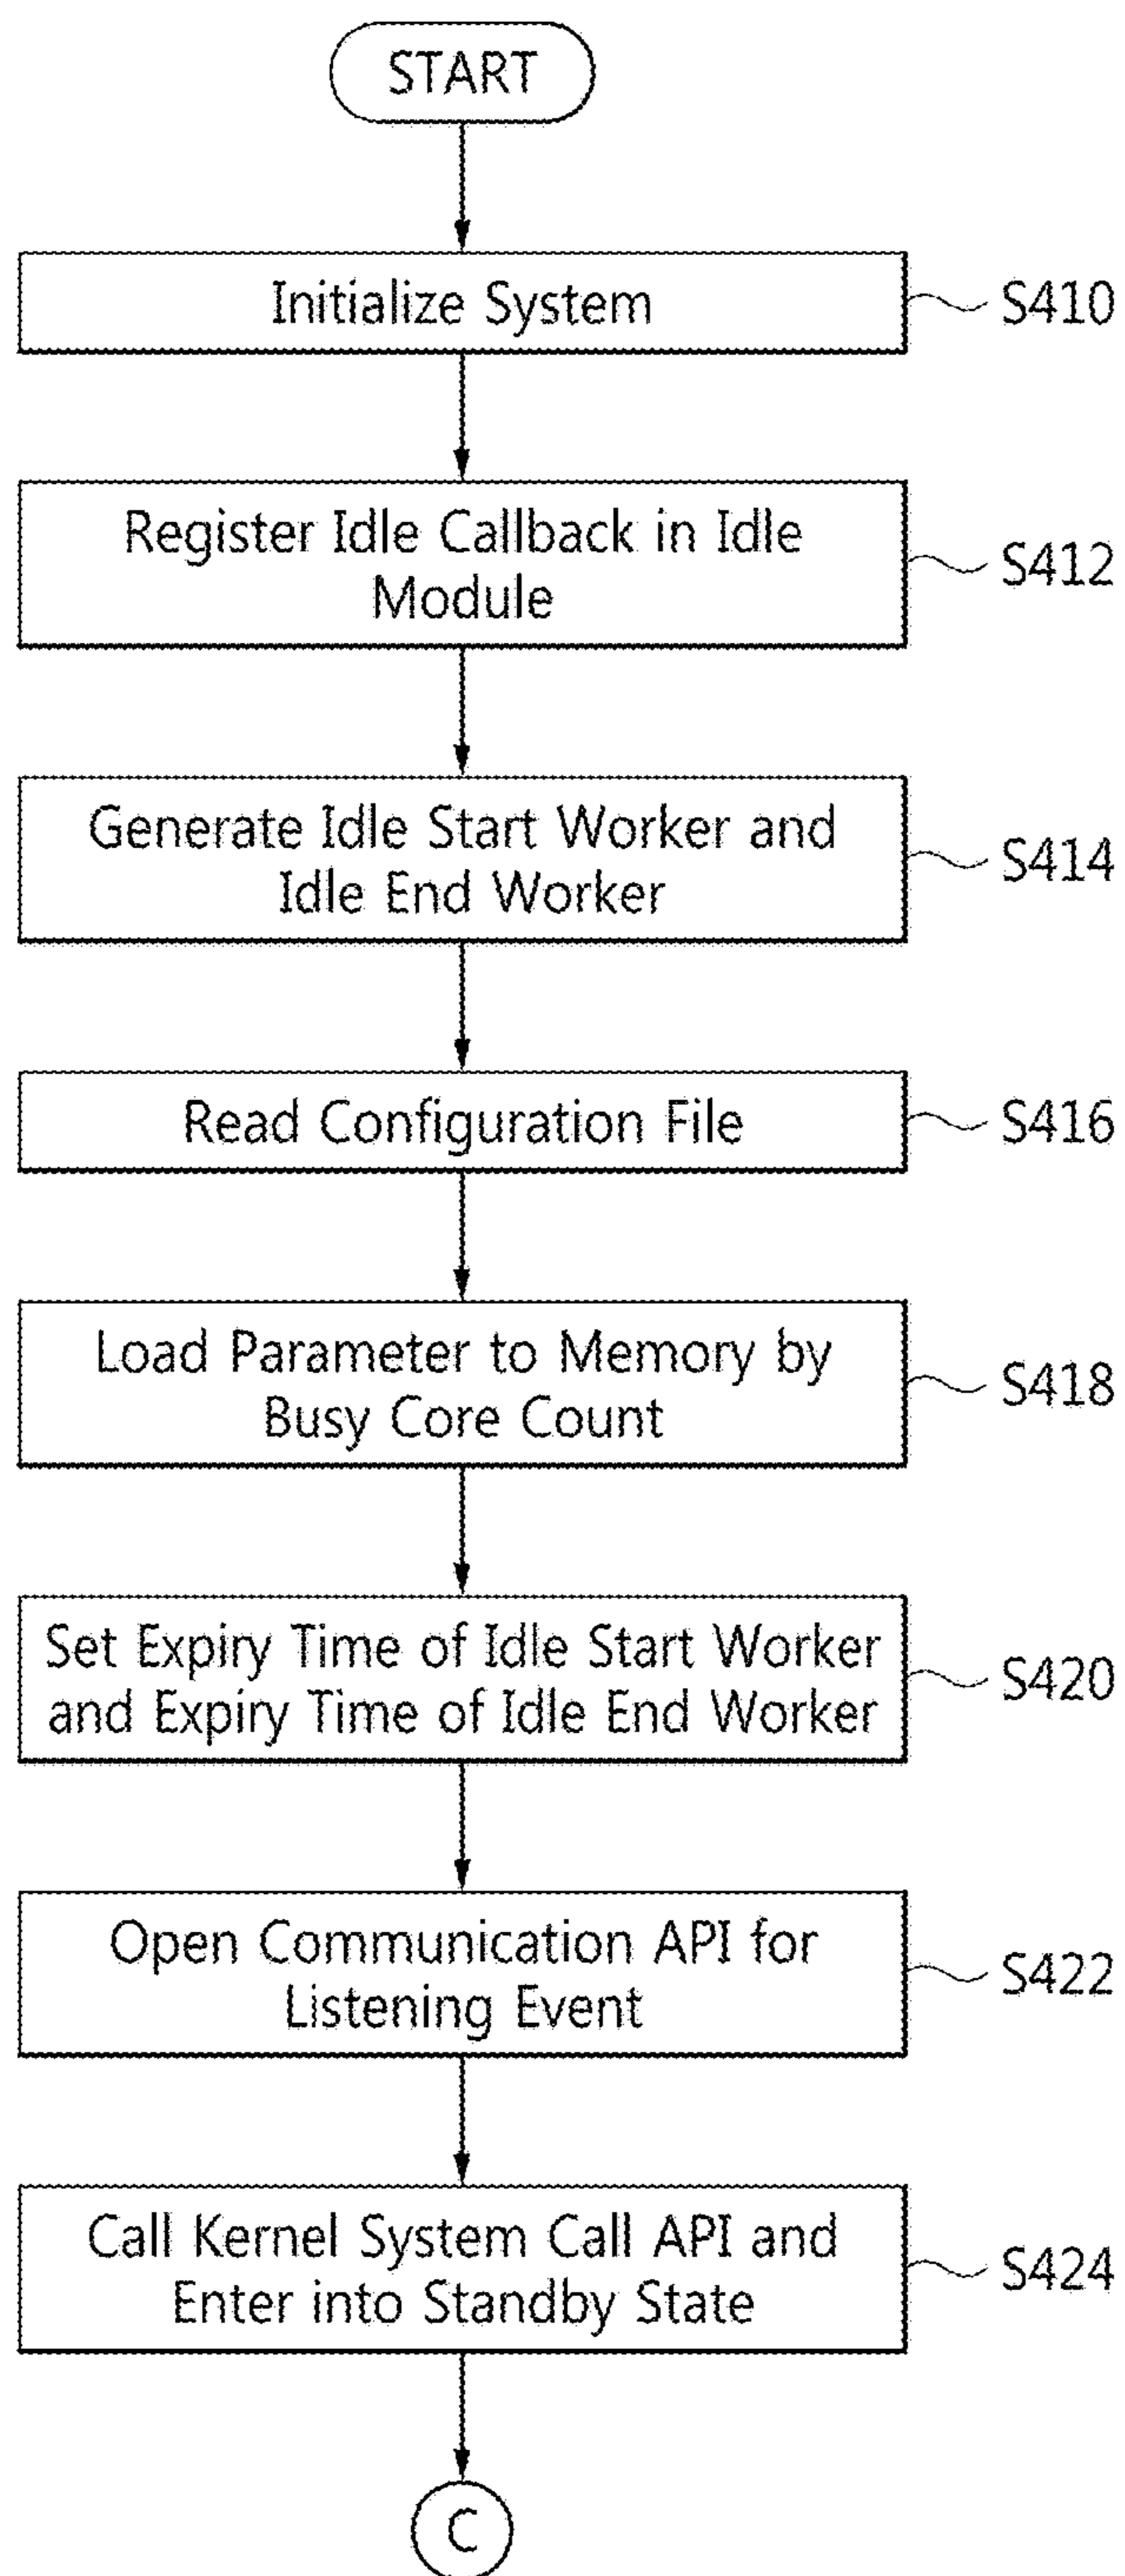 START
Initialize System
S410
Register Idle Callback in Idle
Module
S412
Generate Idle Start Worker and
Idle End Worker
S414
Read Configuration File
S416
Load Parameter to Memory by
Busy Core Count
S418
Set Expiry Time of Idle Start Worker
and Expiry Time of Idle End Worker
S420
Open Communication API for
Listening Event
S422
Call Kernel System Call API and
Enter into Standby State
S424
C